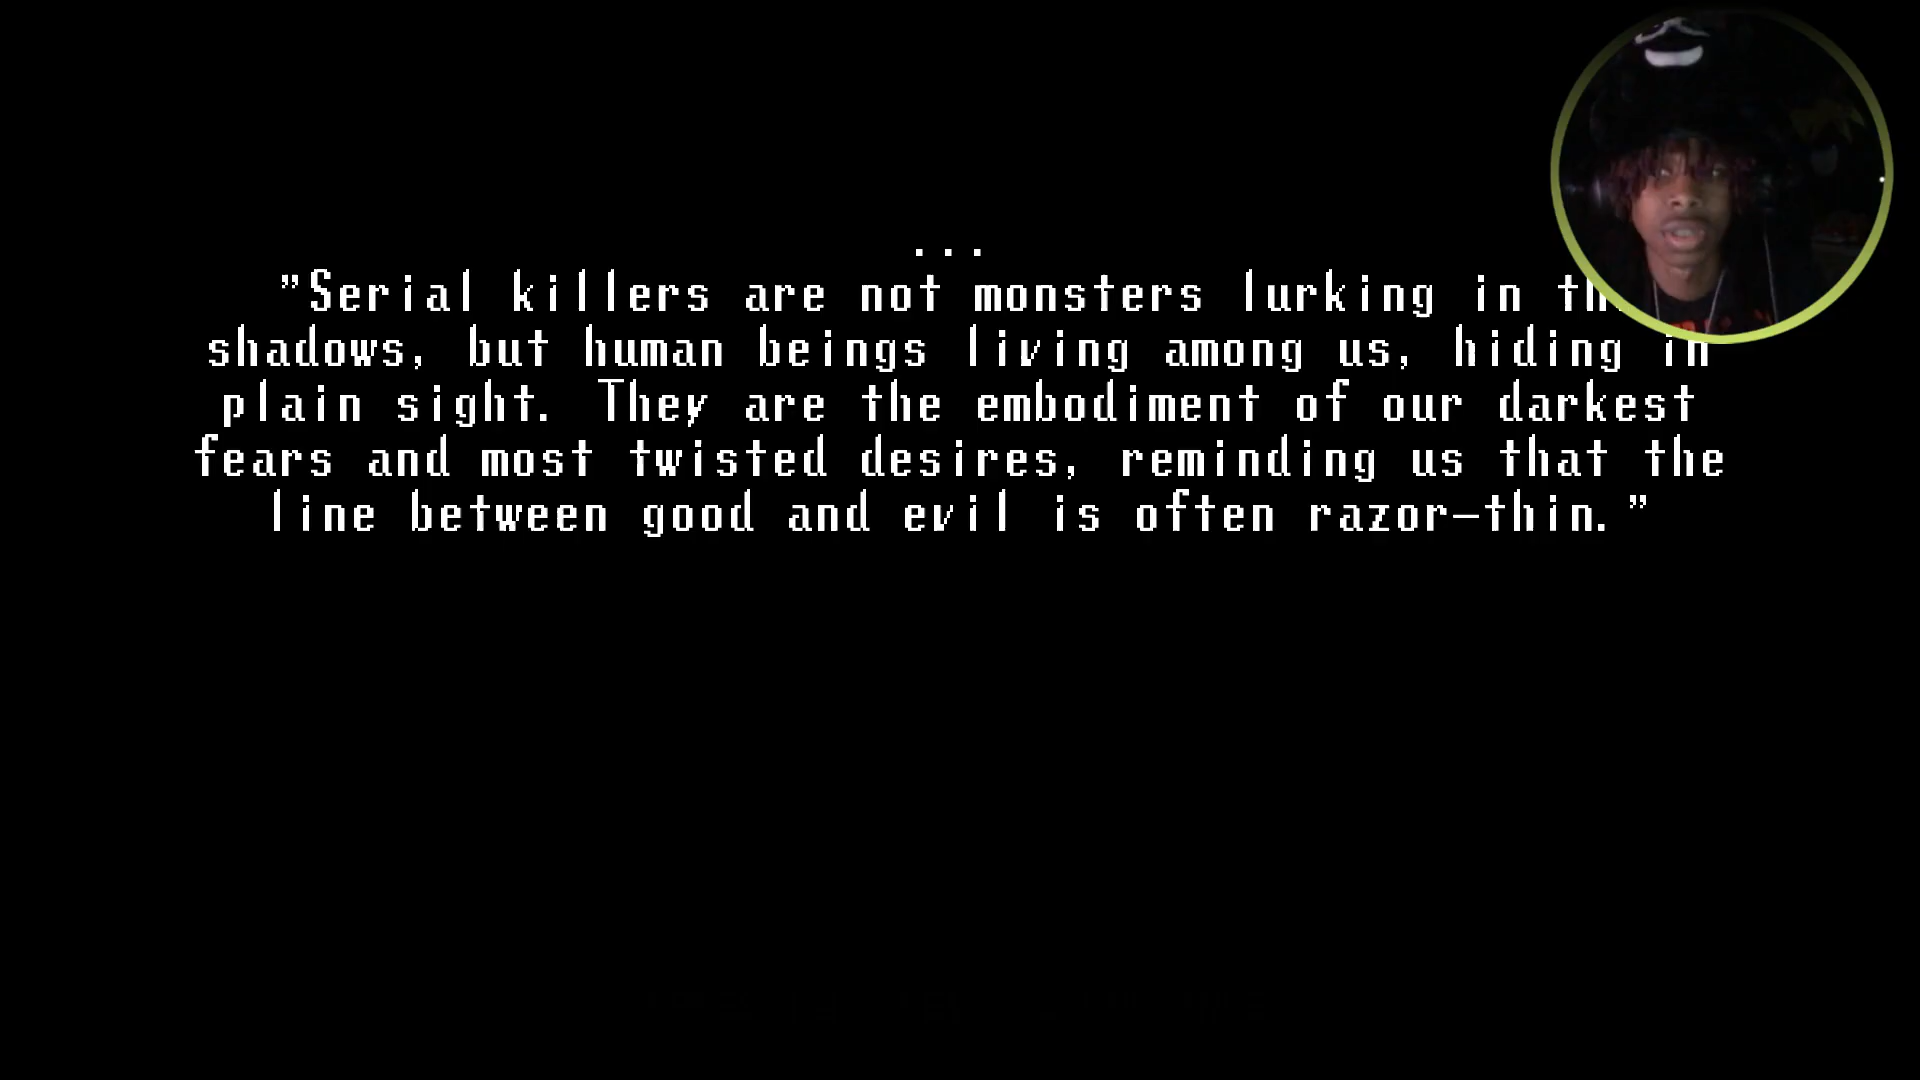 ...
"Serial killers are not monsters lurking in
shadows, but human beings living among us, hiding in
plain sight. They are the embodiment of our darkest
fears and most twisted desires, reminding us that the
line between good and evil is often razor-thin."